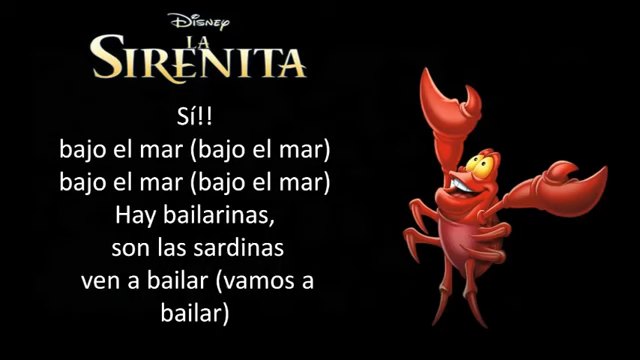 Disney
LA
SIRENITA
Sí!!
bajo el mar (bajo el mar)
bajo el mar (bajo el mar)
Hay bailarinas,
son las sardinas
ven a bailar (vamos a
bailar)